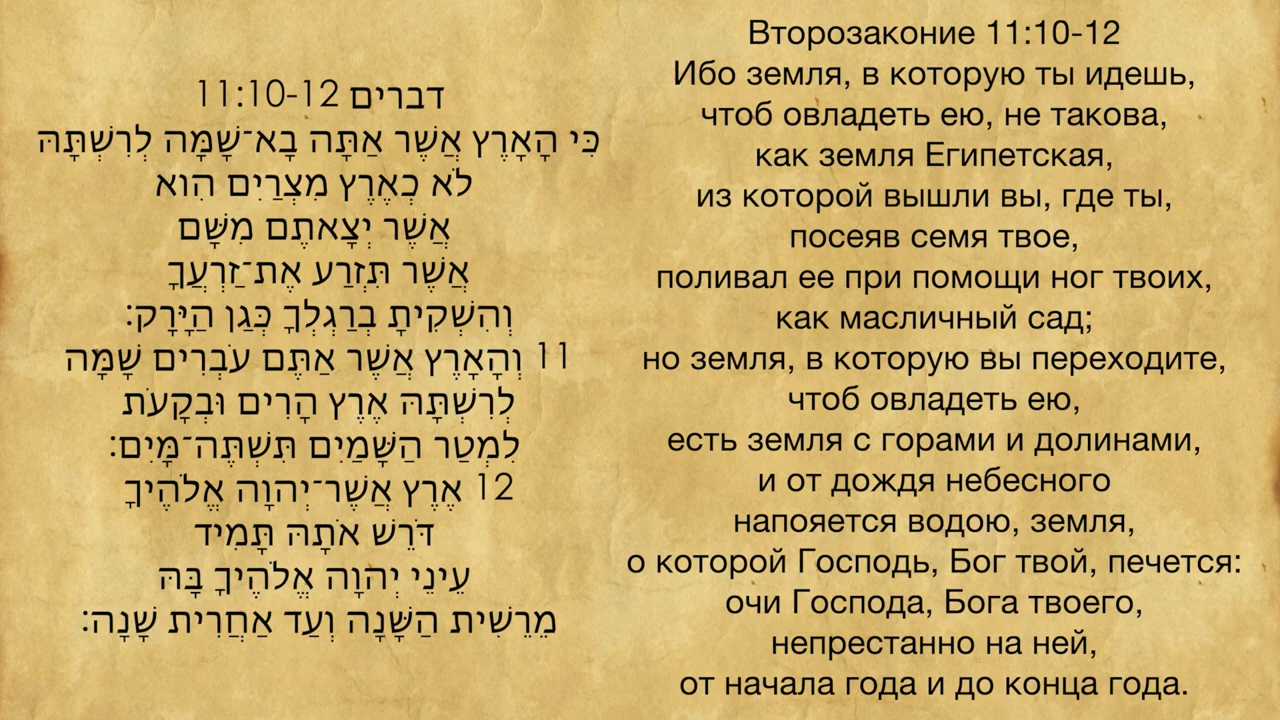 דברים 11:10-12
כִּי הָאָרֶץ אֲשֶׁר אַתָּה בָא־שָׁמָּה לְרִשְׁתָּהּ
לֹא כְאֶרֶץ מִצְרַיִם הִוא
אֲשֶׁר יְצָאתֶם מִשָּׁם
אֲשֶׁר תִּזְרַע אֶת־זַרְעֲךָ
וְהִשְׁקִיתָ בְרַגְלְךָ כְּגַן הַיָּרָק׃
11 וְהָאָרֶץ אֲשֶׁר אַתֶּם עֹבְרִים שָׁמָּה
לְרִשְׁתָּהּ אֶרֶץ הָרִים וּבְקָעֹת
לִמְטַר הַשָּׁמַיִם תִּשְׁתֶּה־מָּיִם׃
12 אֶרֶץ אֲשֶׁר־יְהוָה אֱלֹהֶיךָ
דֹּרֵשׁ אֹתָהּ תָּמִיד
עֵינֵי יְהוָה אֱלֹהֶיךָ בָּהּ
מֵרֵשִׁית הַשָּׁנָה וְעַד אַחֲרִית שָׁנָה׃
Второзаконие 11:10-12
Ибо земля, в которую ты идешь,
чтоб овладеть ею, не такова,
как земля Египетская,
из которой вышли вы, где ты,
посеяв семя твое,
поливал ее при помощи ног твоих,
как масличный сад;
но земля, в которую вы переходите,
чтоб овладеть ею,
есть земля с горами и долинами,
и от дождя небесного
напояется водою, земля,
о которой Господь, Бог твой, печется:
очи Господа, Бога твоего,
непрестанно на ней,
от начала года и до конца года.